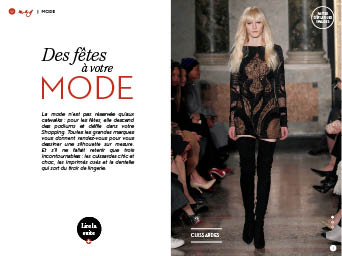 MODE
Des fêtes
à votre
MODE
La mode n'est pas réservée qu'aux
catwalks : pour les fêtes, elle descend
des podiums et défile dans votre
Shopping. Toutes les grandes marques
vous donnent rendez-vous pour vous
dessiner une silhouette sur mesure.
Et s'il ne fallait retenir que trois
incontournables : les cuissardes chic et
choc, les imprimés osés et la dentelle
qui sort du tiroir de lingerie.
Lire la
suite
CUISSARDES